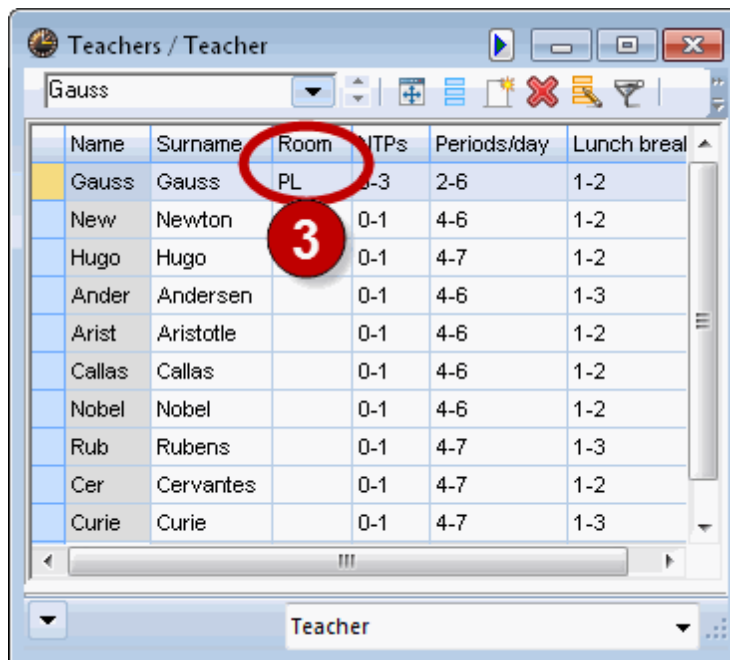 Teachers / Teacher
Gauss
Name Surname Room NTPs Periods/day Lunch breal
Gauss Gauss PL 0-3 2-6 1-2
3
New Newton 0-1 4-6 1-2
Hugo Hugo 0-1 4-7 1-2
Ander Andersen 0-1 4-6 1-3
Arist Aristotle 0-1 4-6 1-2
Callas Callas 0-1 4-6 1-2
Nobel Nobel 0-1 4-6 1-2
Rub Rubens 0-1 4-7 1-3
Cer Cervantes 0-1 4-7 1-2
Curie Curie 0-1 4-7 1-3
Teacher